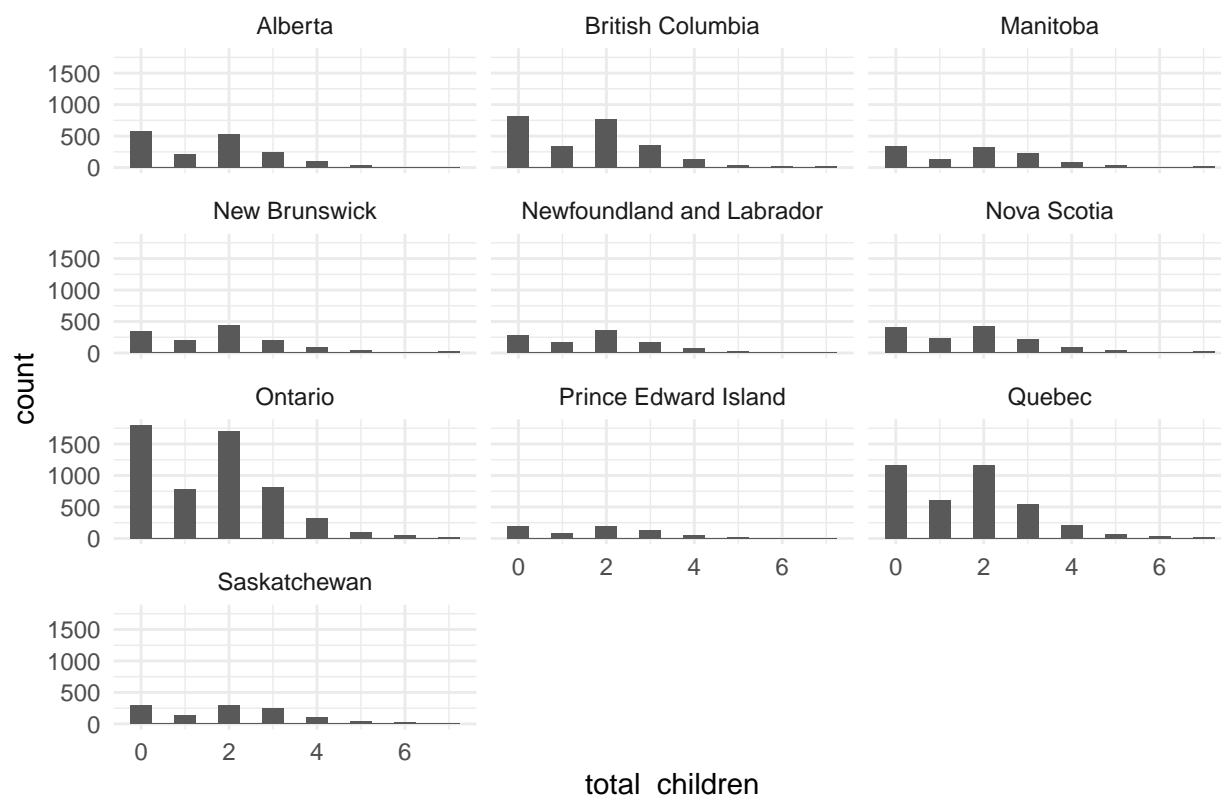 Alberta British Columbia Manitoba
1500
1000
500
0
New Brunswick Newfoundland and Labrador Nova Scotia
1500
1000
500
0
count
Ontario Prince Edward Island Quebec
1500
1000
500
0
0 2 4 6 0 2 4 6
Saskatchewan
1500
1000
500
0
0 2 4 6
total_children